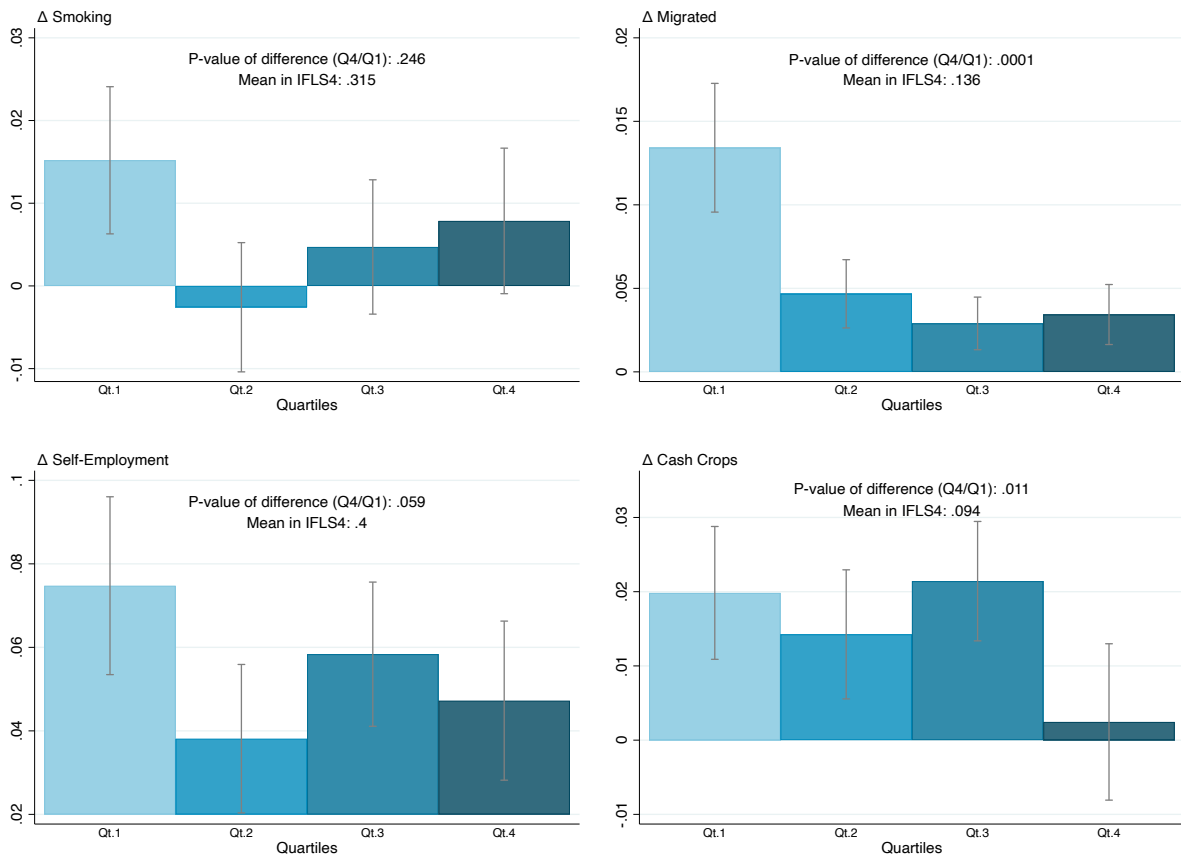 Δ Smoking
P-value of difference (Q4/Q1): .246
Mean in IFLS4: .315
.03
.02
.01
0
-.01
Qt.1 Qt.2 Qt.3 Qt.4
Quartiles
Δ Migrated
P-value of difference (Q4/Q1): .0001
Mean in IFLS4: .136
.02
.015
.01
.005
0
Qt.1 Qt.2 Qt.3 Qt.4
Quartiles
Δ Self-Employment
P-value of difference (Q4/Q1): .059
Mean in IFLS4: .4
.1
.08
.06
.04
.02
Qt.1 Qt.2 Qt.3 Qt.4
Quartiles
Δ Cash Crops
P-value of difference (Q4/Q1): .011
Mean in IFLS4: .094
.03
.02
.01
0
-.01
Qt.1 Qt.2 Qt.3 Qt.4
Quartiles